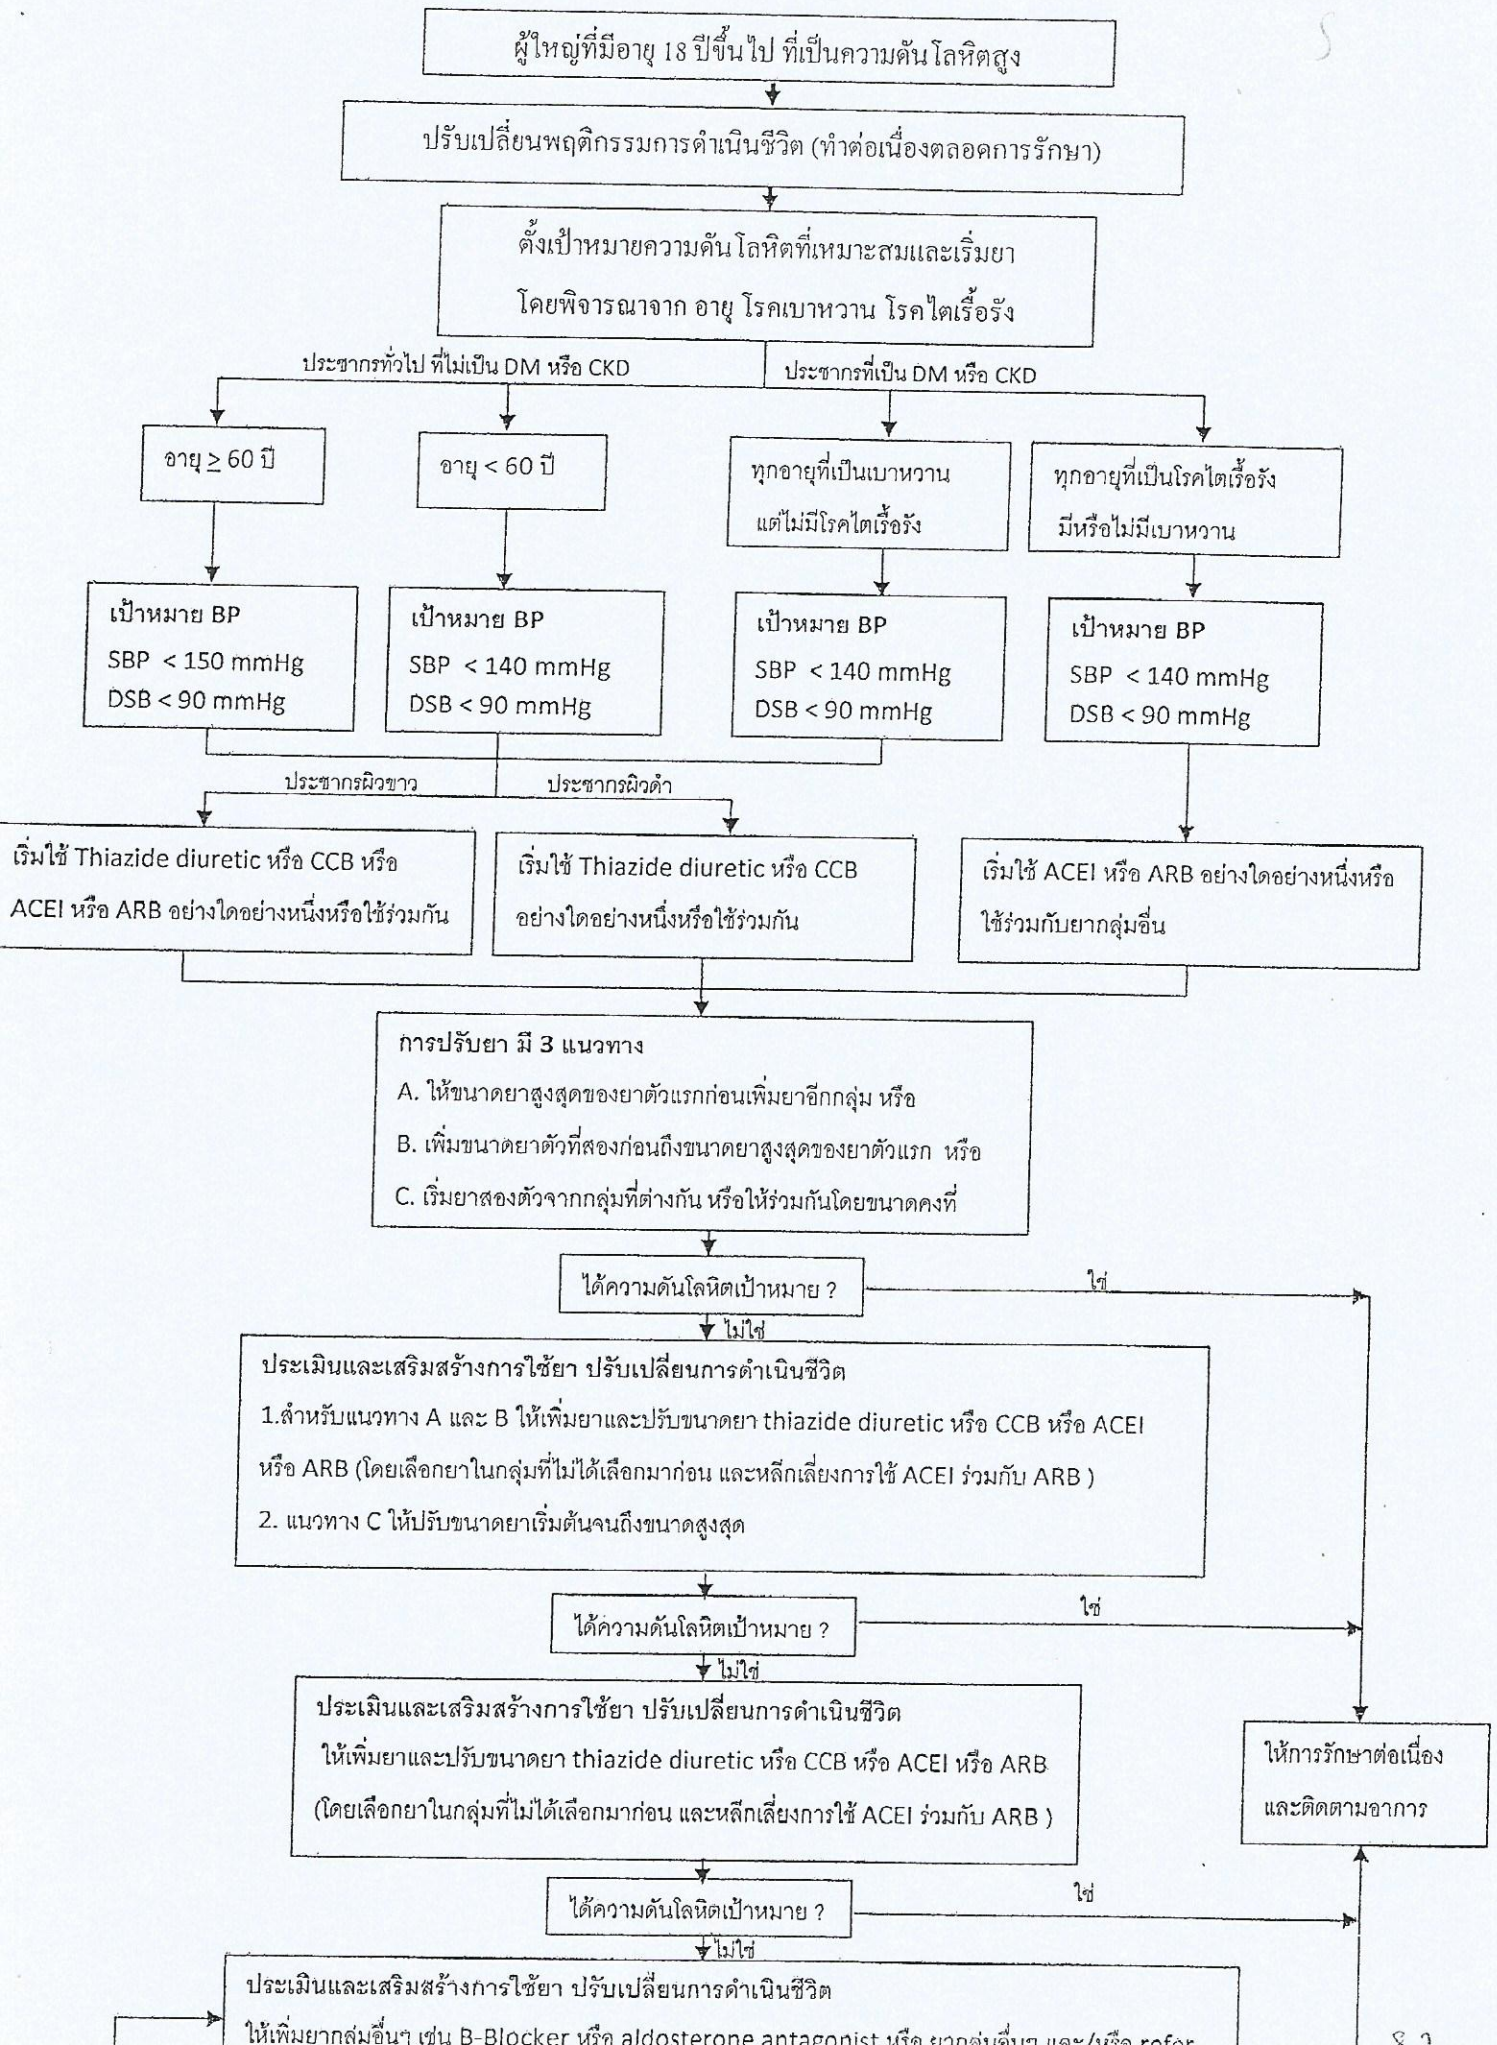 ผู้ใหญ่ที่มีอายุ 18 ปีขึ้นไป ที่เป็นความดันโลหิตสูง
ปรับเปลี่ยนพฤติกรรมการดำเนินชีวิต (ทำต่อเนื่องตลอดการรักษา)
ตั้งเป้าหมายความดันโลหิตที่เหมาะสมและเริ่มยา
โดยพิจารณาจาก อายุ โรคเบาหวาน โรคไตเรื้อรัง
ประชากรทั่วไป ที่ไม่เป็น DM หรือ CKD
ประชากรที่เป็น DM หรือ CKD
อายุ ≥ 60 ปี
อายุ < 60 ปี
ทุกอายุที่เป็นเบาหวาน
แต่ไม่มีโรคไตเรื้อรัง
ทุกอายุที่เป็นโรคไตเรื้อรัง
มีหรือไม่มีเบาหวาน
เป้าหมาย BP
SBP < 150 mmHg
DSB < 90 mmHg
เป้าหมาย BP
SBP < 140 mmHg
DSB < 90 mmHg
เป้าหมาย BP
SBP < 140 mmHg
DSB < 90 mmHg
เป้าหมาย BP
SBP < 140 mmHg
DSB < 90 mmHg
ประชากรผิวขาว
ประชากรผิวดำ
เริ่มใช้ Thiazide diuretic หรือ CCB หรือ
ACEI หรือ ARB อย่างใดอย่างหนึ่งหรือใช้ร่วมกัน
เริ่มใช้ Thiazide diuretic หรือ CCB
อย่างใดอย่างหนึ่งหรือใช้ร่วมกัน
เริ่มใช้ ACEI หรือ ARB อย่างใดอย่างหนึ่งหรือ
ใช้ร่วมกับยากลุ่มอื่น
การปรับยา มี 3 แนวทาง
A. ให้ขนาดยาสูงสุดของยาตัวแรกก่อนเพิ่มยาอีกกลุ่ม หรือ
B. เพิ่มขนาดยาตัวที่สองก่อนถึงขนาดยาสูงสุดของยาตัวแรก หรือ
C. เริ่มยาสองตัวจากกลุ่มที่ต่างกัน หรือให้ร่วมกันโดยขนาดคงที่
ได้ความดันโลหิตเป้าหมาย ?
ใช่
ไม่ใช่
ประเมินและเสริมสร้างการใช้ยา ปรับเปลี่ยนการดำเนินชีวิต
1.สำหรับแนวทาง A และ B ให้เพิ่มยาและปรับขนาดยา thiazide diuretic หรือ CCB หรือ ACEI
หรือ ARB (โดยเลือกยาในกลุ่มที่ไม่ได้เลือกมาก่อน และหลีกเลี่ยงการใช้ ACEI ร่วมกับ ARB )
2. แนวทาง C ให้ปรับขนาดยาเริ่มต้นจนถึงขนาดสูงสุด
ได้ความดันโลหิตเป้าหมาย ?
ใช่
ไม่ใช่
ประเมินและเสริมสร้างการใช้ยา ปรับเปลี่ยนการดำเนินชีวิต
ให้เพิ่มยาและปรับขนาดยา thiazide diuretic หรือ CCB หรือ ACEI หรือ ARB
(โดยเลือกยาในกลุ่มที่ไม่ได้เลือกมาก่อน และหลีกเลี่ยงการใช้ ACEI ร่วมกับ ARB )
ให้การรักษาต่อเนื่อง
และติดตามอาการ
ได้ความดันโลหิตเป้าหมาย ?
ใช่
ไม่ใช่
ประเมินและเสริมสร้างการใช้ยา ปรับเปลี่ยนการดำเนินชีวิต
ให้เพิ่มยากลุ่มอื่นๆ เช่น B-Blocker หรือ aldosterone antagonist หรือ ยากลุ่มอื่นๆ และ/หรือ refer